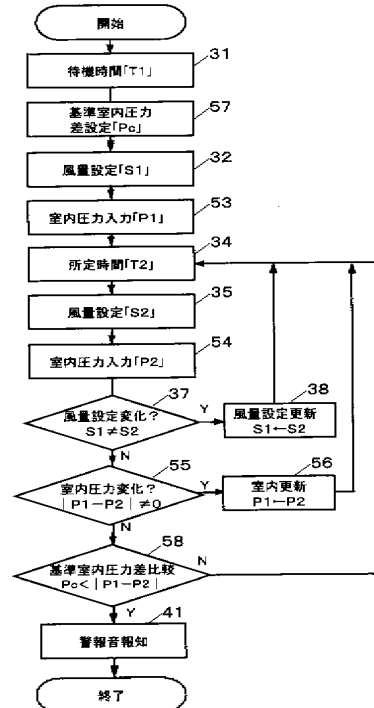 開始
待機時間「T1」
31
基準室内圧力
差設定「Pc」
57
風量設定「S1」
32
室内圧力入力「P1」
53
所定時間「T2」
34
風量設定「S2」
35
室内圧力入力「P2」
54
風量設定変化?
S1≠S2
37
Y
風量設定更新
S1←S2
38
N
室内圧力変化?
|P1−P2|≠0
55
Y
室内更新
P1←P2
56
N
基準室内圧力差比較
Pc<|P1−P2|
58
N
Y
警報音報知
41
終了